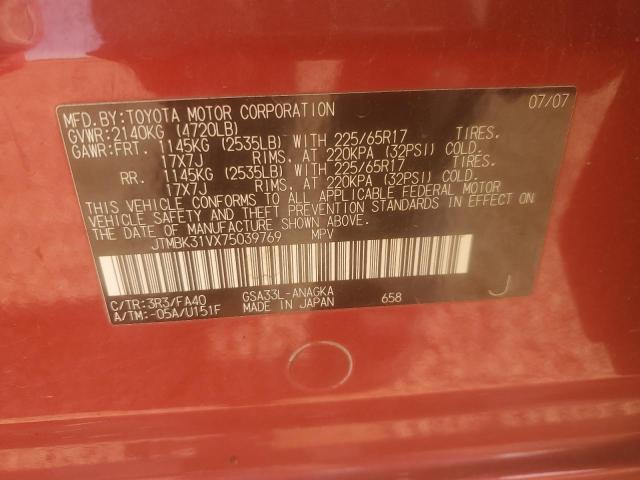 MFD.BY:TOYOTA MOTOR CORPORATION 07/07
GVWR:2140KG (4720LB)
GAWR:FRT. 1145KG (2535LB) WITH 225/65R17 TIRES.
17X7J RIMS, AT 220KPA (32PSI) COLD.
RR. 1145KG (2535LB) WITH 225/65R17 TIRES.
17X7J RIMS, AT 220KPA (32PSI) COLD.
THIS VEHICLE CONFORMS TO ALL APPLICABLE FEDERAL MOTOR
VEHICLE SAFETY AND THEFT PREVENTION STANDARDS IN EFFECT ON
THE DATE OF MANUFACTURE SHOWN ABOVE.
JTMBK31VX75039769 MPV
C/TR:3R3/FA40 GSA33L-ANAGKA J
A/TM:-05A/U151F MADE IN JAPAN 658